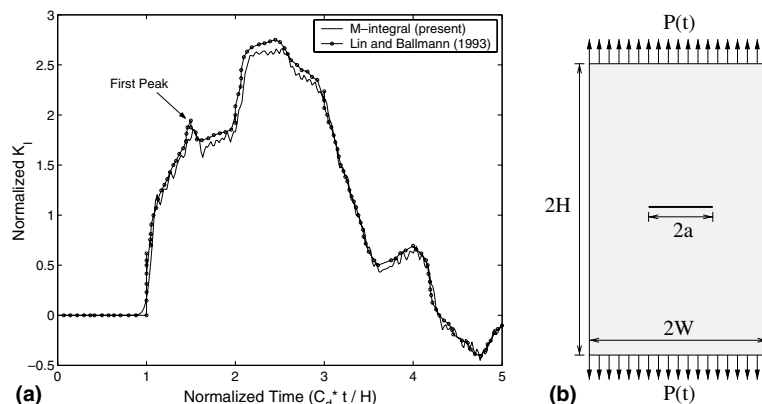 3
2.5
2
1.5
1
0.5
0
−0.5
Normalized K_I
M−integral (present)
Lin and Ballmann (1993)
First Peak
0 1 2 3 4 5
Normalized Time (C_d* t / H)
(a)
P(t)
2H
2a
2W
P(t)
(b)